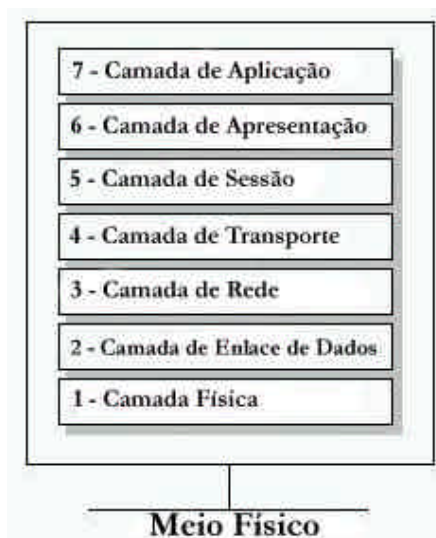 7 - Camada de Aplicação
6 - Camada de Apresentação
5 - Camada de Sessão
4 - Camada de Transporte
3 - Camada de Rede
2 - Camada de Enlace de Dados
1 - Camada Física
Meio Físico